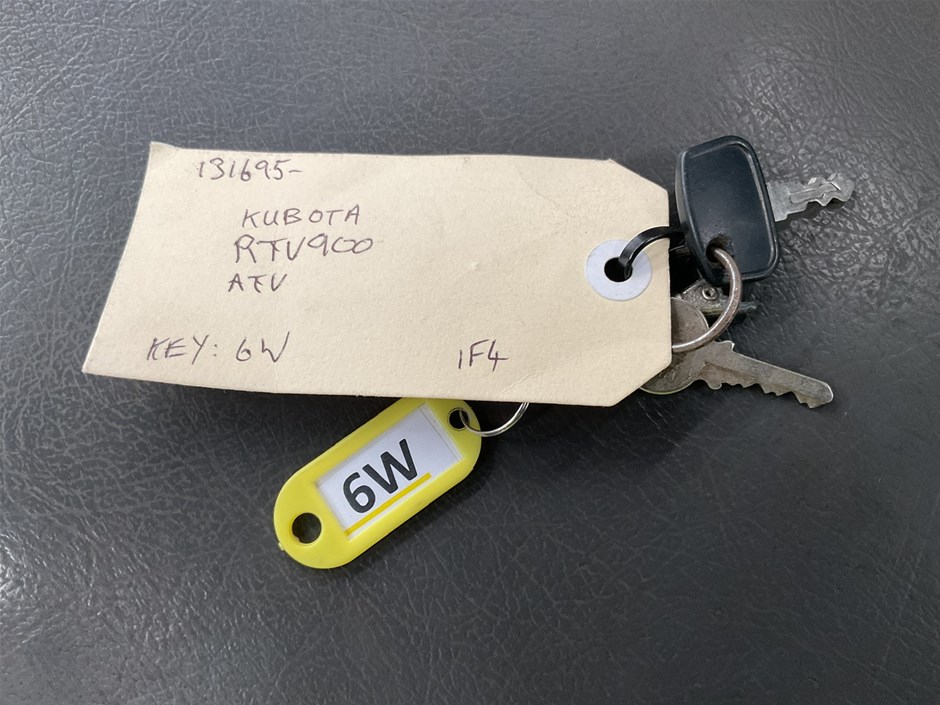 131695-
KUBOTA
RTV900
ATV
KEY: 6W
1F4
6W